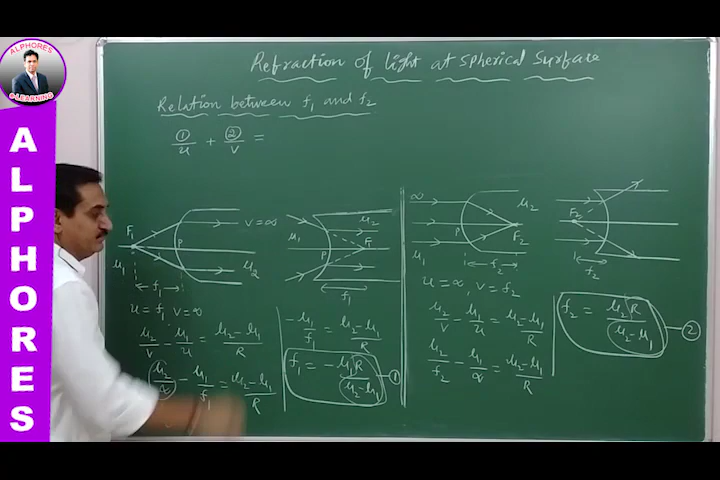 ALPHORES
e-LEARNING
ALPHORES
Refraction of light at spherical Surface
Relation between f₁ and f₂
①/u + ②/v =
F₁
P
v = ∞
μ₁
μ₂
f₁
μ₁
μ₂
P
F₁
f₁
∞
μ₂
P
F₂
μ₁
f₂
F₂
f₂
u = f₁, v = ∞
μ₂/v - μ₁/u = μ₂-μ₁/R
μ₂/∝ - μ₁/f₁ = μ₂-μ₁/R
-μ₁/f₁ = μ₂-μ₁/R
f₁ = -μ₁R/μ₂-μ₁ ①
u = ∞, v = f₂
μ₂/v - μ₁/u = μ₂-μ₁/R
μ₂/f₂ - μ₁/∝ = μ₂-μ₁/R
f₂ = μ₂R/μ₂-μ₁ ②